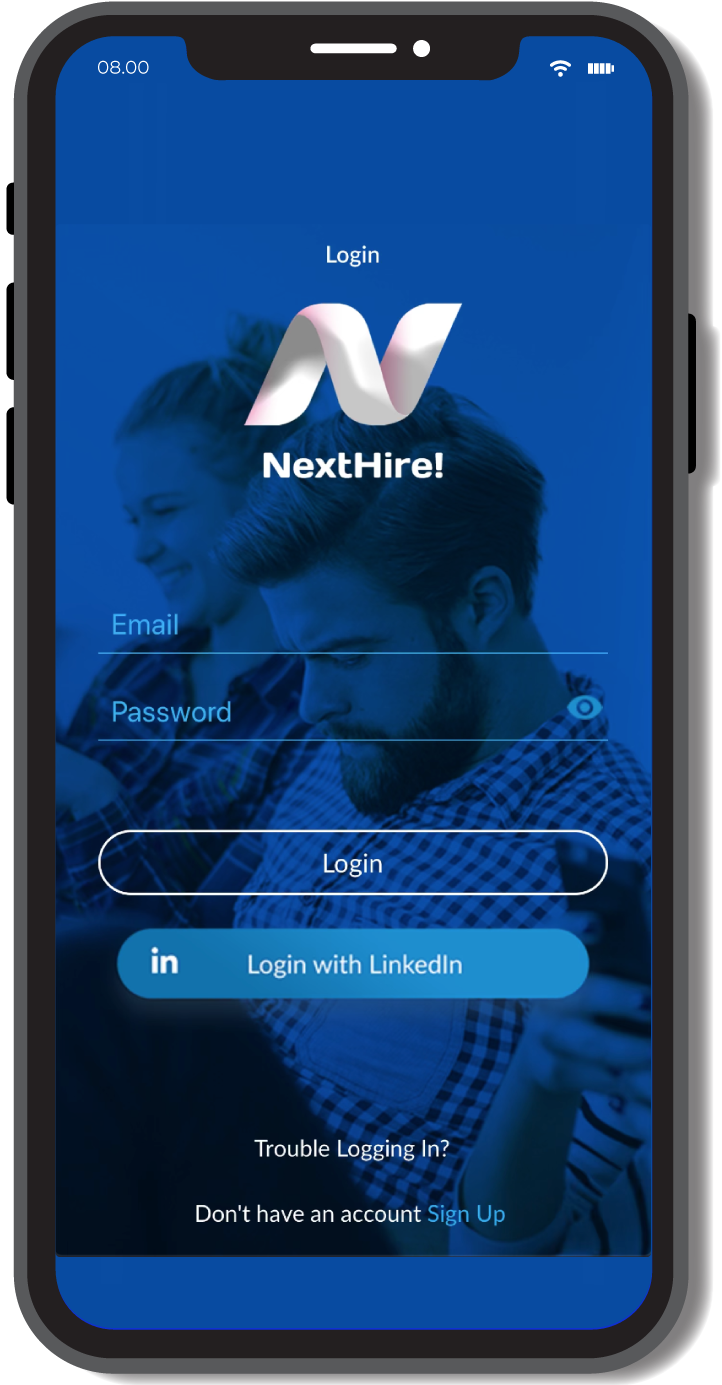 08.00
Login
NextHire!
Email
Password
Login
in Login with LinkedIn
Trouble Logging In?
Don't have an account Sign Up